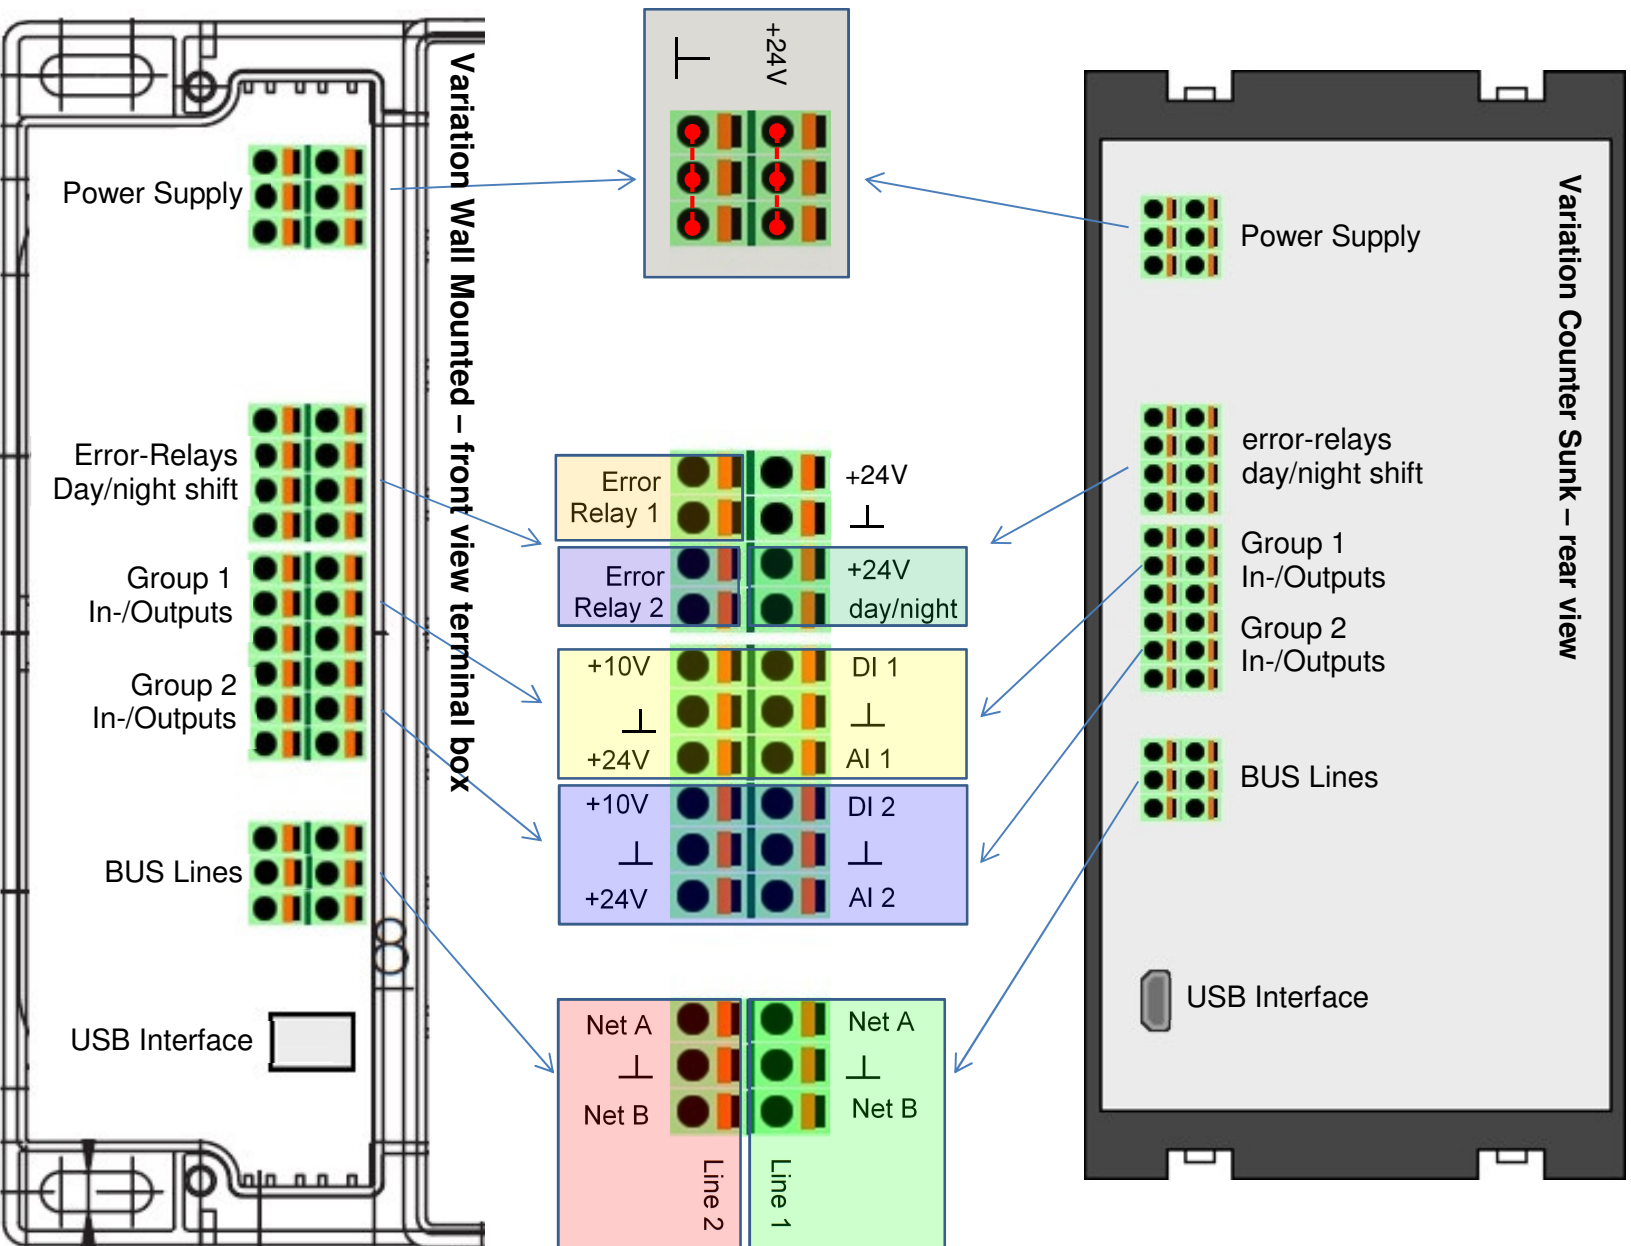 Power Supply
Error-Relays
Day/night shift
Group 1
In-/Outputs
Group 2
In-/Outputs
BUS Lines
USB Interface
Variation Wall Mounted – front view terminal box
+24V
Error
Relay 1
+24V
Error
Relay 2
+24V
day/night
+10V
DI 1
+24V
AI 1
+10V
DI 2
+24V
AI 2
Net A
Net A
Net B
Net B
Line 2
Line 1
Power Supply
error-relays
day/night shift
Group 1
In-/Outputs
Group 2
In-/Outputs
BUS Lines
USB Interface
Variation Counter Sunk – rear view